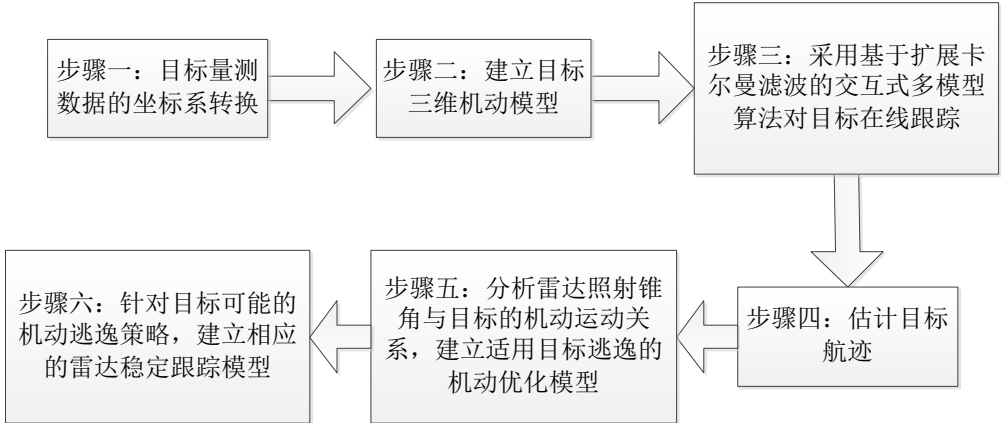 步骤一：目标量测
数据的坐标系转换
步骤二：建立目标
三维机动模型
步骤三：采用基于扩展卡
尔曼滤波的交互式多模型
算法对目标在线跟踪
步骤四：估计目标
航迹
步骤五：分析雷达照射锥
角与目标的机动运动关
系，建立适用目标逃逸的
机动优化模型
步骤六：针对目标可能的
机动逃逸策略，建立相应
的雷达稳定跟踪模型